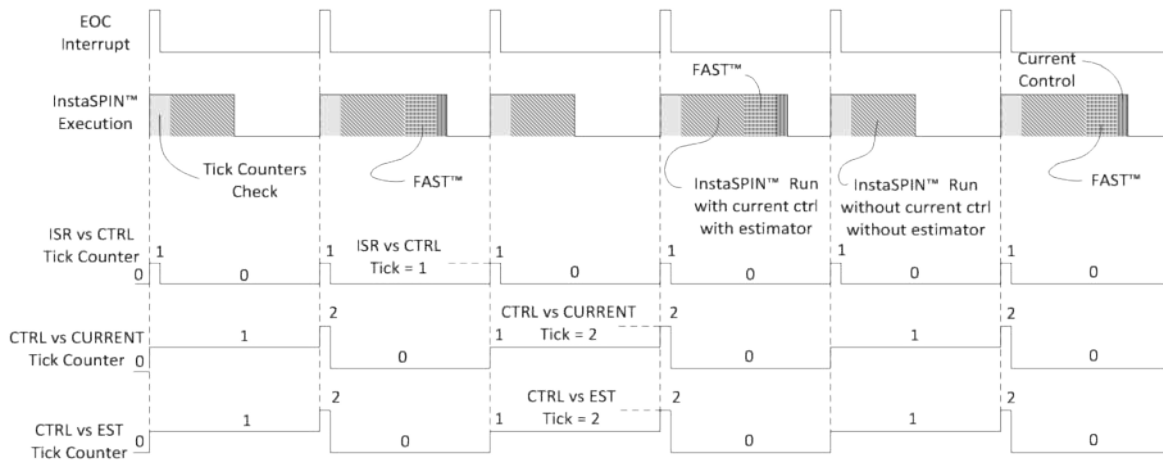 EOC
Interrupt
FAST™
Current
Control
InstaSPIN™
Execution
Tick Counters
Check
FAST™
InstaSPIN™ Run
with current ctrl
with estimator
InstaSPIN™ Run
without current ctrl
without estimator
FAST™
ISR vs CTRL
Tick Counter
0
1
0
1
ISR vs CTRL
Tick = 1
1
0
1
0
1
0
1
0
CTRL vs CURRENT
Tick Counter
0
1
2
0
CTRL vs CURRENT
Tick = 2
1
2
0
1
2
0
CTRL vs EST
Tick Counter
0
1
2
0
CTRL vs EST
Tick = 2
1
2
0
1
2
0